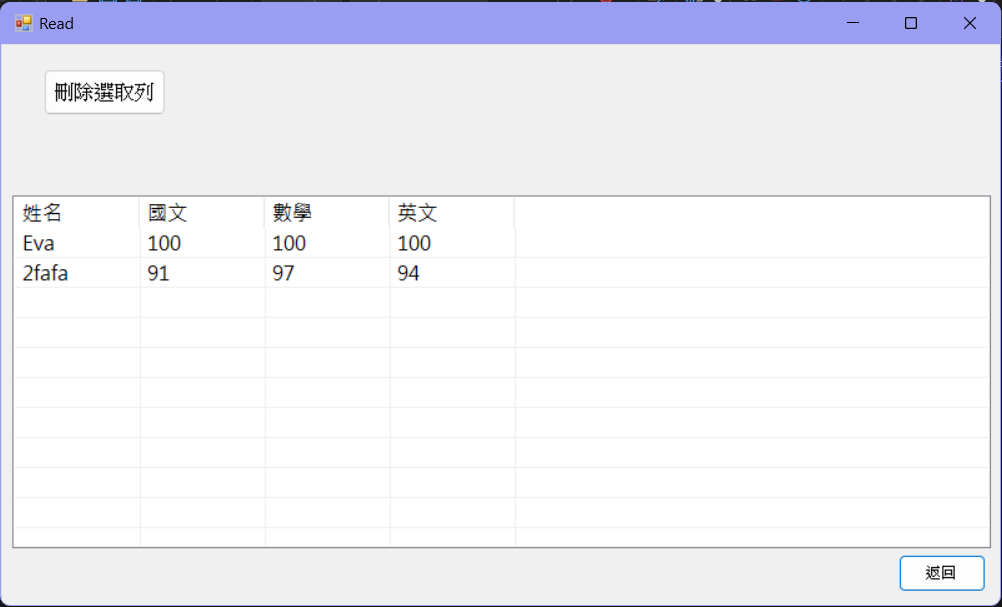 Read
刪除選取列
姓名 國文 數學 英文
Eva 100 100 100
2fafa 91 97 94
返回